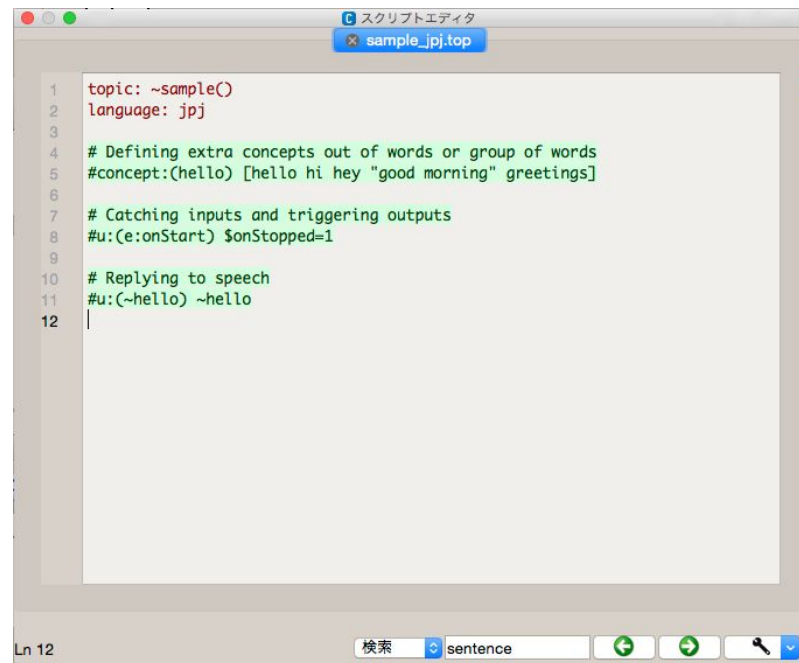 スクリプトエディタ
sample_jpj.top
1 topic: ~sample()
2 language: jpj
3
4 # Defining extra concepts out of words or group of words
5 #concept:(hello) [hello hi hey "good morning" greetings]
6
7 # Catching inputs and triggering outputs
8 #u:(e:onStart) $onStopped=1
9
10 # Replying to speech
11 #u:(~hello) ~hello
12
Ln 12 検索 sentence